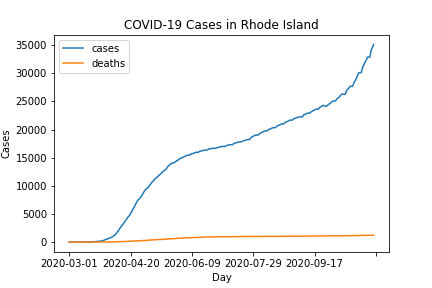 COVID-19 Cases in Rhode Island
cases
deaths
35000
30000
25000
20000
15000
10000
5000
0
Cases
2020-03-01 2020-04-20 2020-06-09 2020-07-29 2020-09-17
Day